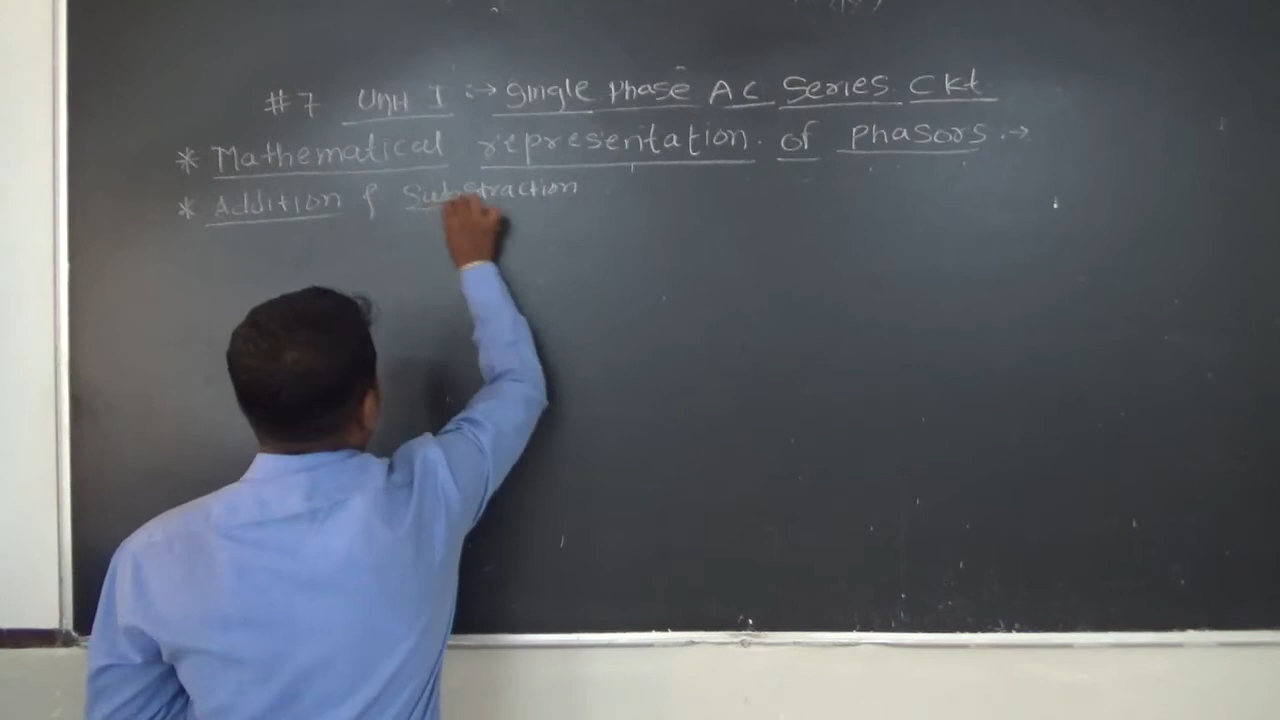 #7 Unit I :→ Single Phase AC Series Ckt
* Mathematical representation of Phasors :→
* Addition & Substraction